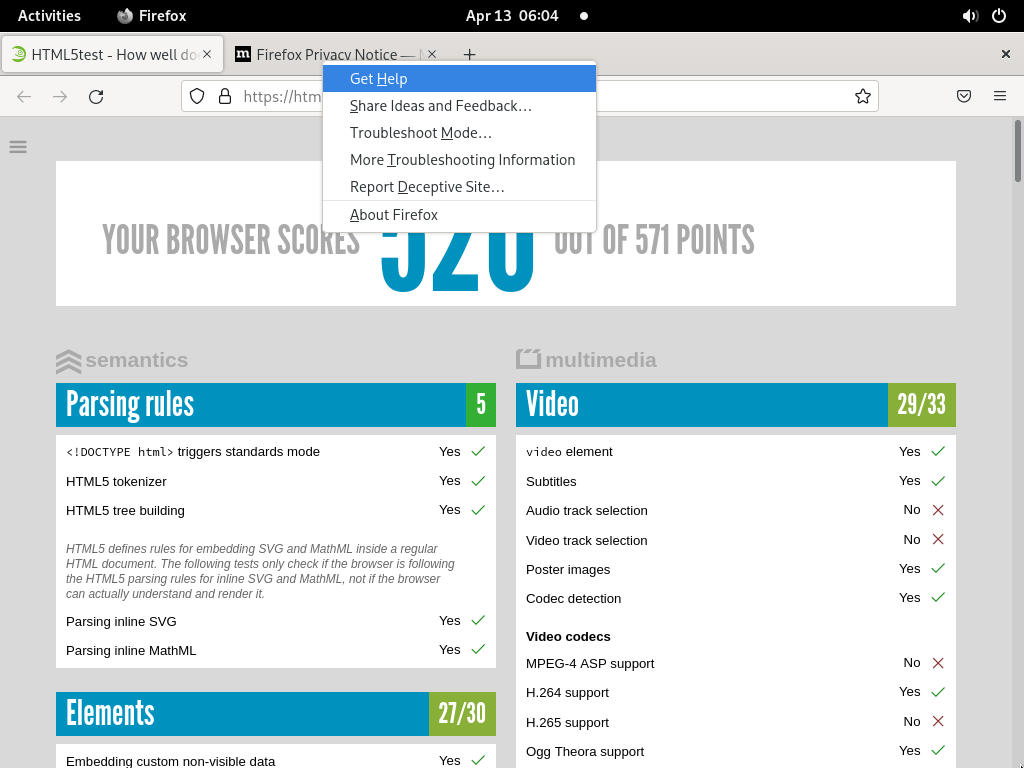 Activities Firefox Apr 13 06:04
HTML5test - How well do Firefox Privacy Notice —
https://htm
Get Help
Share Ideas and Feedback…
Troubleshoot Mode…
More Troubleshooting Information
Report Deceptive Site…
About Firefox
YOUR BROWSER SCORES 526 OUT OF 571 POINTS
semantics
Parsing rules 5
<!DOCTYPE html> triggers standards mode Yes
HTML5 tokenizer Yes
HTML5 tree building Yes
HTML5 defines rules for embedding SVG and MathML inside a regular
HTML document. The following tests only check if the browser is following
the HTML5 parsing rules for inline SVG and MathML, not if the browser
can actually understand and render it.
Parsing inline SVG Yes
Parsing inline MathML Yes
Elements 27/30
Embedding custom non-visible data Yes
multimedia
Video 29/33
video element Yes
Subtitles Yes
Audio track selection No
Video track selection No
Poster images Yes
Codec detection Yes
Video codecs
MPEG-4 ASP support No
H.264 support Yes
H.265 support No
Ogg Theora support Yes